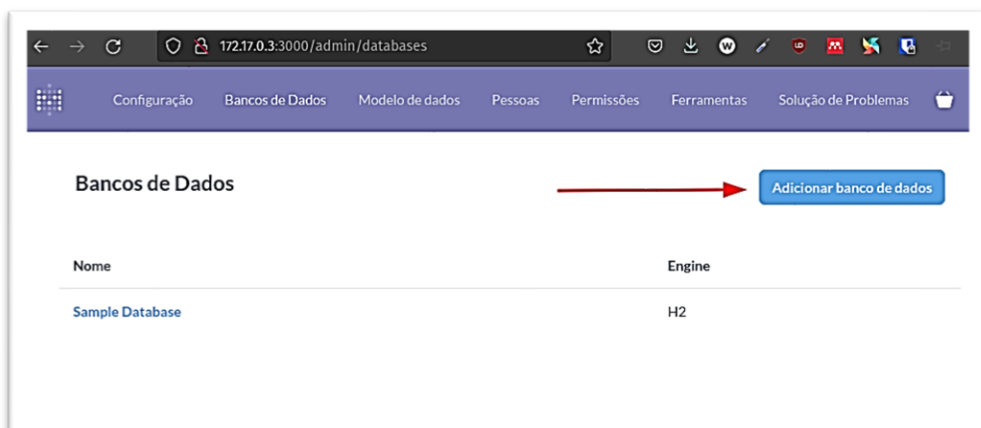 172.17.0.3:3000/admin/databases
Configuração Bancos de Dados Modelo de dados Pessoas Permissões Ferramentas Solução de Problemas
Bancos de Dados
Adicionar banco de dados
Nome Engine
Sample Database H2